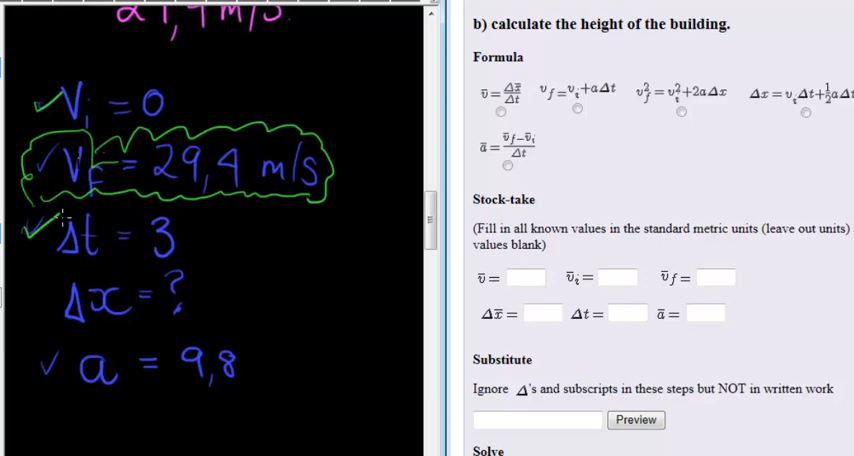 29,4 m/s.
Vi = 0
Vf = 29,4 m/s
Δt = 3
Δx = ?
a = 9,8
b) calculate the height of the building.
Formula
v̄ = Δx̄/Δt
vf = vi + aΔt
vf² = vi² + 2aΔx
Δx = viΔt + ½aΔt
ā = (v̄f − v̄i)/Δt
Stock-take
(Fill in all known values in the standard metric units (leave out units)
values blank)
v̄ =
v̄i =
v̄f =
Δx̄ =
Δt =
ā =
Substitute
Ignore Δ's and subscripts in these steps but NOT in written work
Preview
Solve